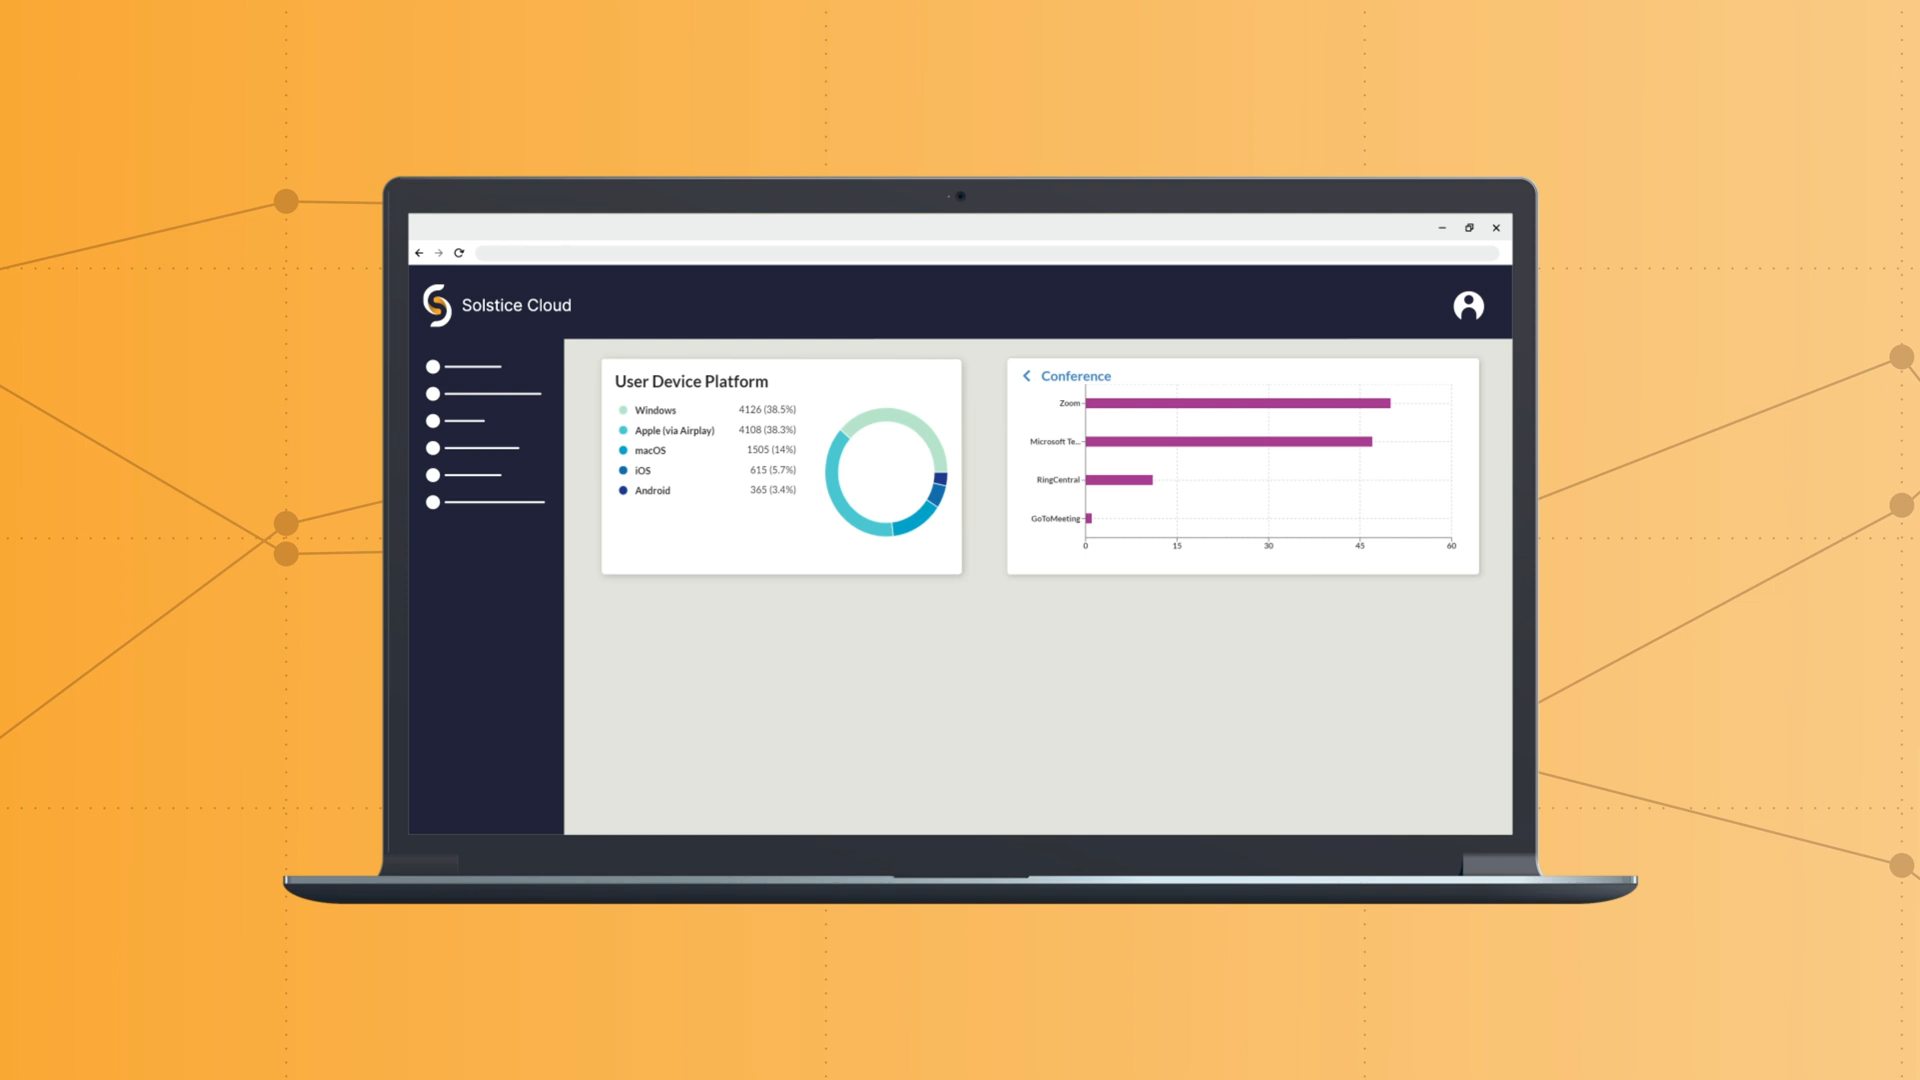 Solstice Cloud
User Device Platform
Windows 4126 (38.5%)
Apple (via Airplay) 4108 (38.3%)
macOS 1505 (14%)
iOS 615 (5.7%)
Android 365 (3.4%)
Conference
Zoom
Microsoft Te...
RingCentral
GoToMeeting
0 15 30 45 60